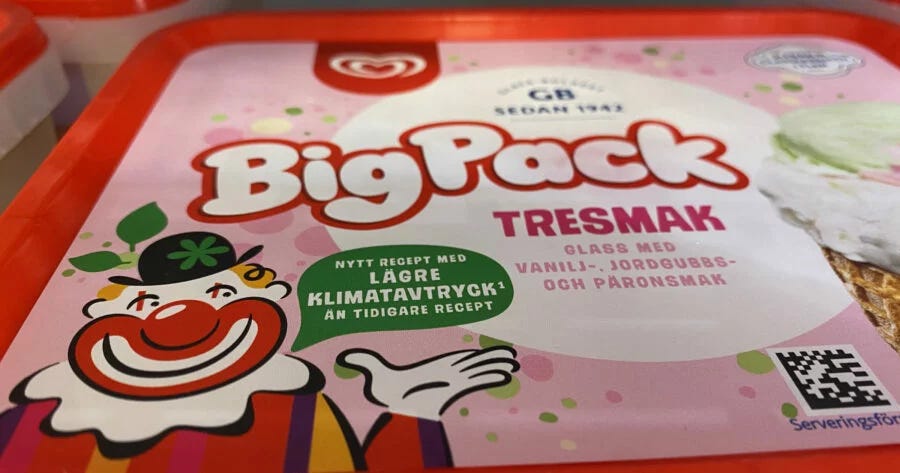 GB
SEDAN 1942
BigPack
TRESMAK
GLASS MED
VANILJ-, JORDGUBBS-
OCH PÄRONSMAK
NYTT RECEPT MED
LÄGRE
KLIMATAVTRYCK¹
ÄN TIDIGARE RECEPT
Serveringsför